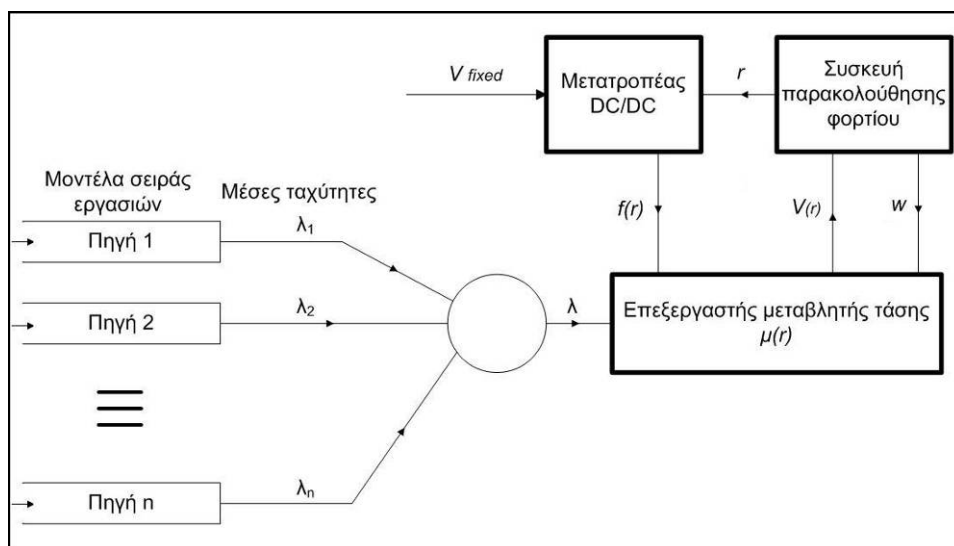 V fixed
Μετατροπέας
DC/DC
r
Συσκευή
παρακολούθησης
φορτίου
Μοντέλα σειράς
εργασιών
Μέσες ταχύτητες
f(r)
V(r)
w
Πηγή 1
λ1
Πηγή 2
λ2
λ
Επεξεργαστής μεταβλητής τάσης
μ(r)
Πηγή n
λn